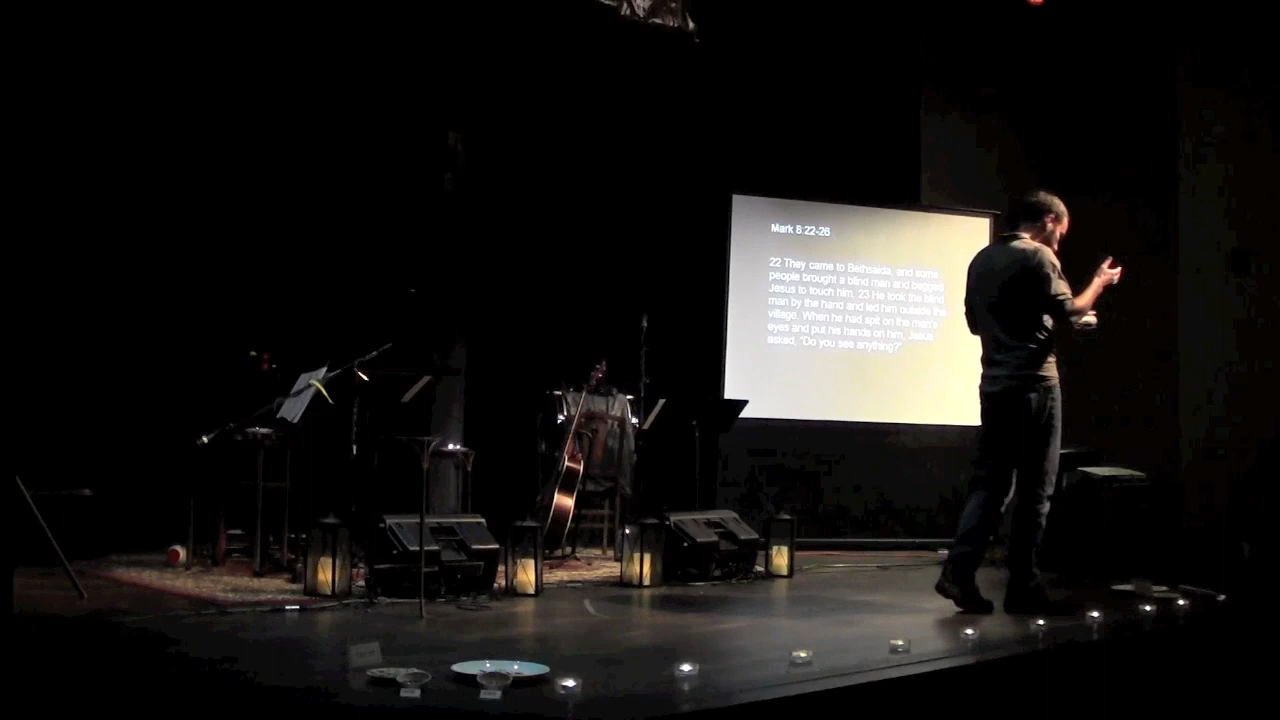 Mark 8:22-26
22 They came to Bethsaida, and some
people brought a blind man and begged
Jesus to touch him. 23 He took the blind
man by the hand and led him outside the
village. When he had spit on the man's
eyes and put his hands on him, Jesus
asked, "Do you see anything?"